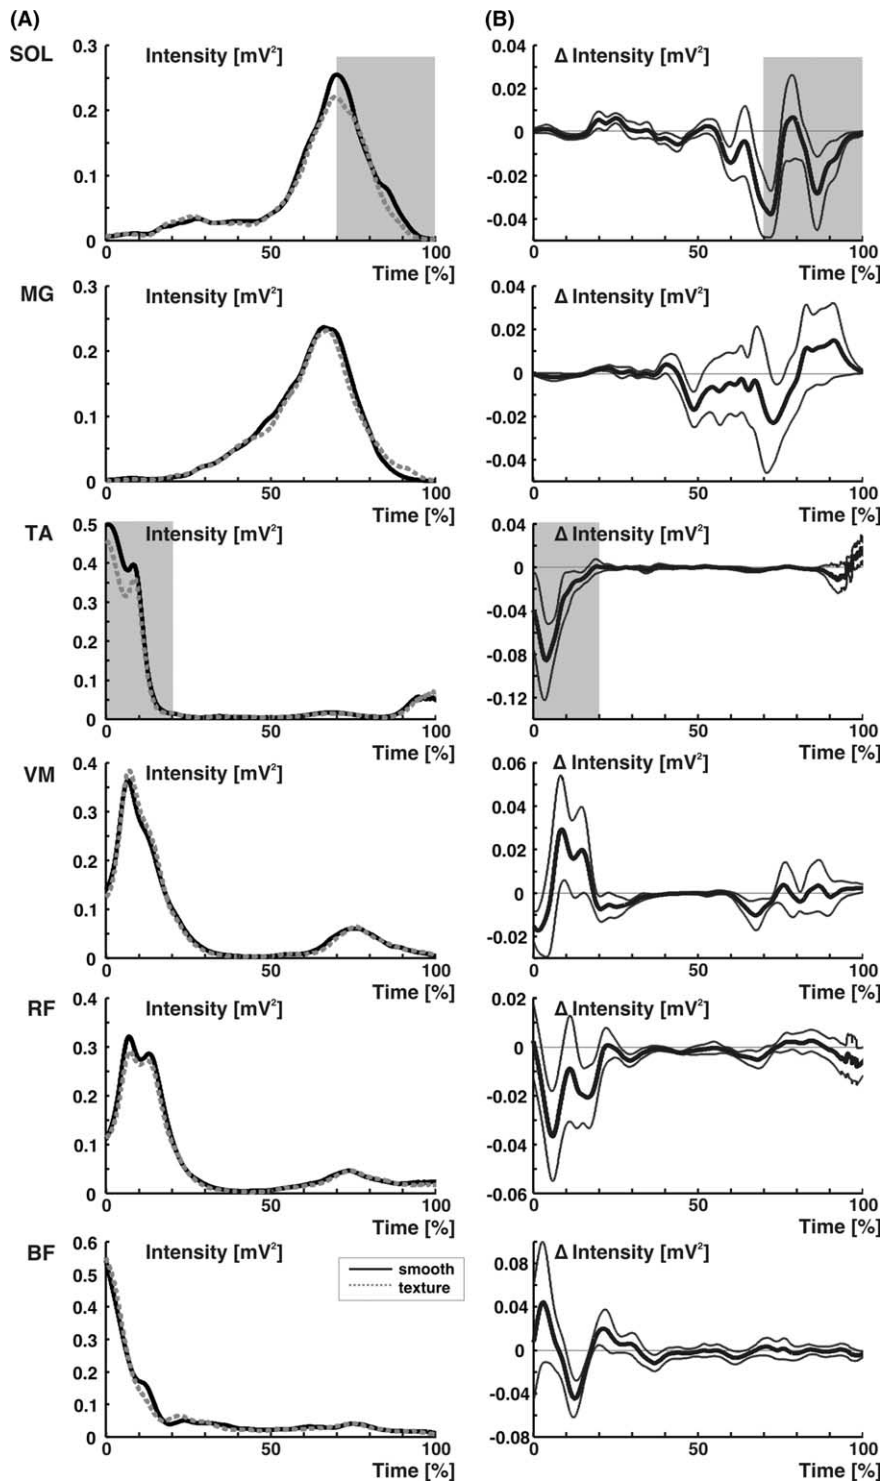 (A) (B)
SOL Intensity [mV²] Δ Intensity [mV²]
0.3 0.04
0.02
0.2
0
0.1
-0.02
-0.04
0
0 50 100 0 50 100
Time [%] Time [%]
MG Intensity [mV²] Δ Intensity [mV²]
0.3 0.04
0.02
0.2
0
0.1
-0.02
-0.04
0
0 50 100 0 50 100
Time [%] Time [%]
TA Intensity [mV²] Δ Intensity [mV²]
0.5 0.04
0.4 0
0.3
-0.04
0.2
-0.08
0.1
-0.12
0
0 50 100 0 50 100
Time [%] Time [%]
VM Intensity [mV²] Δ Intensity [mV²]
0.4 0.06
0.04
0.3
0.02
0.2
0
0.1
-0.02
0
0 50 100 0 50 100
Time [%] Time [%]
RF Intensity [mV²] Δ Intensity [mV²]
0.4 0.02
0.3 0
0.2 -0.02
0.1 -0.04
0 -0.06
0 50 100 0 50 100
Time [%] Time [%]
BF Intensity [mV²] Δ Intensity [mV²]
0.6 0.08
smooth
texture
0.5
0.04
0.4
0.3 0
0.2
-0.04
0.1
0 -0.08
0 50 100 0 50 100
Time [%] Time [%]